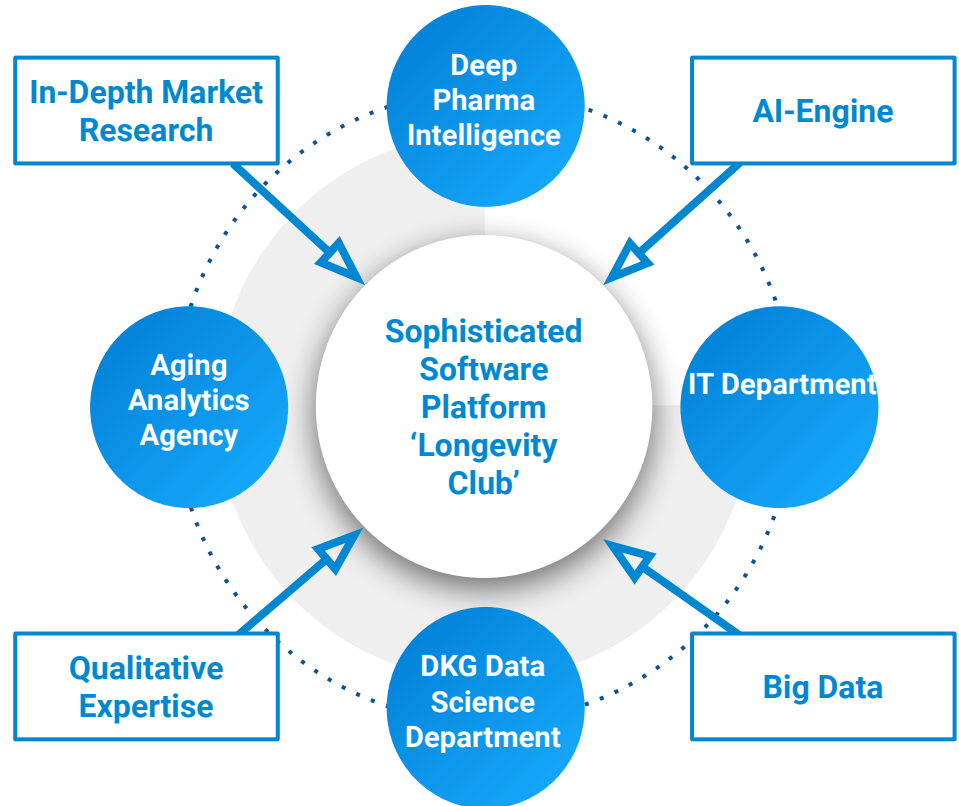 Deep
Pharma
Intelligence
In-Depth Market
Research
AI-Engine
Sophisticated
Software
Platform
‘Longevity
Club’
Aging
Analytics
Agency
IT Department
Qualitative
Expertise
DKG Data
Science
Department
Big Data